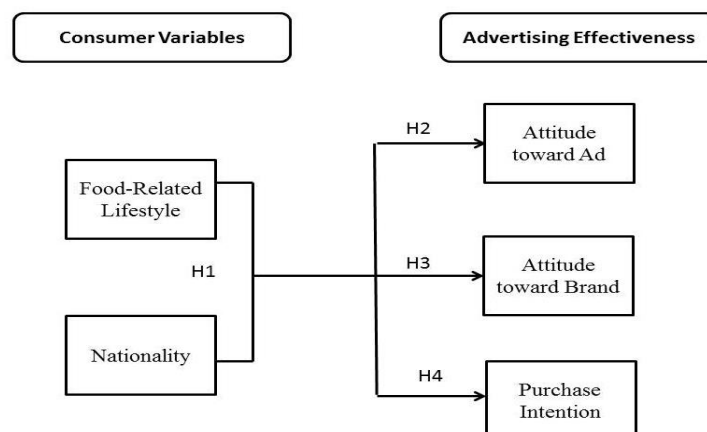 Consumer Variables
Advertising Effectiveness
H2
Attitude
toward Ad
Food-Related
Lifestyle
H1
H3
Attitude
toward Brand
Nationality
H4
Purchase
Intention